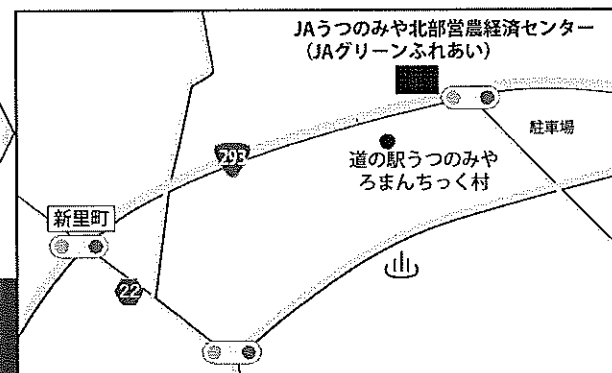 JAうつのみや北部営農経済センター
(JAグリーンふれあい)
駐車場
293
道の駅うつのみや
ろまんちっく村
新里町
22